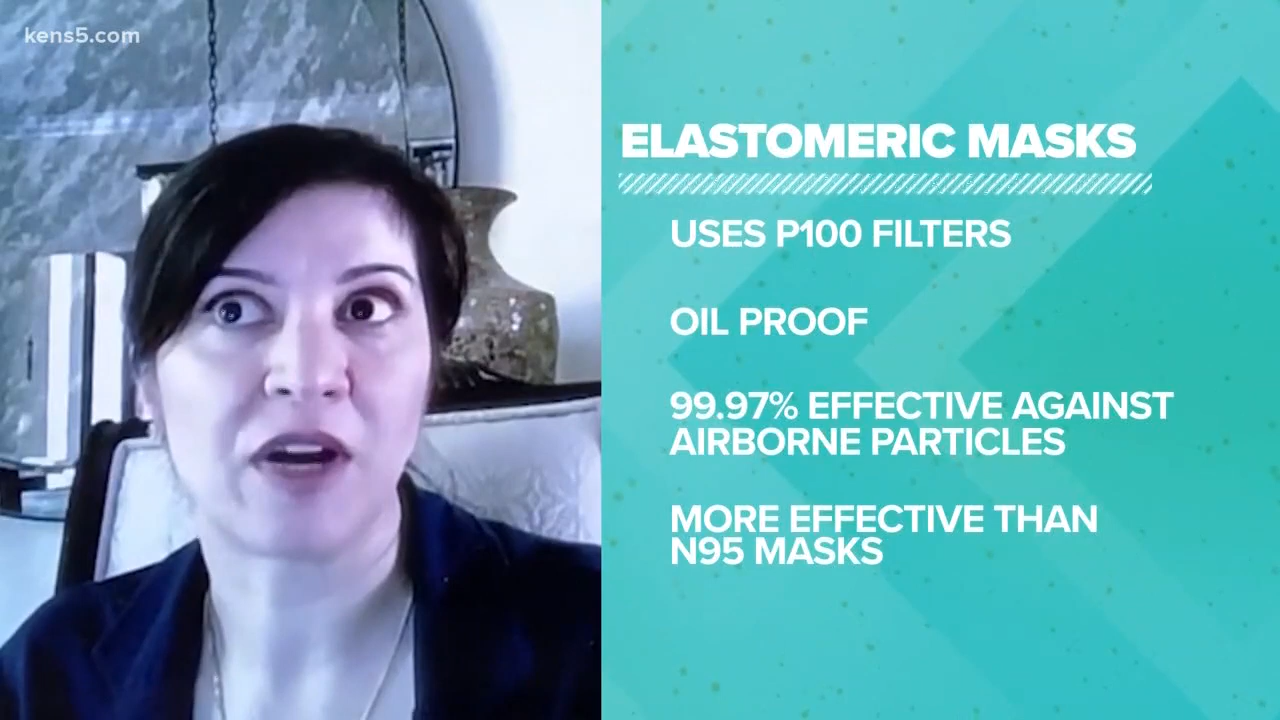 kens5.com
ELASTOMERIC MASKS
USES P100 FILTERS
OIL PROOF
99.97% EFFECTIVE AGAINST
AIRBORNE PARTICLES
MORE EFFECTIVE THAN
N95 MASKS